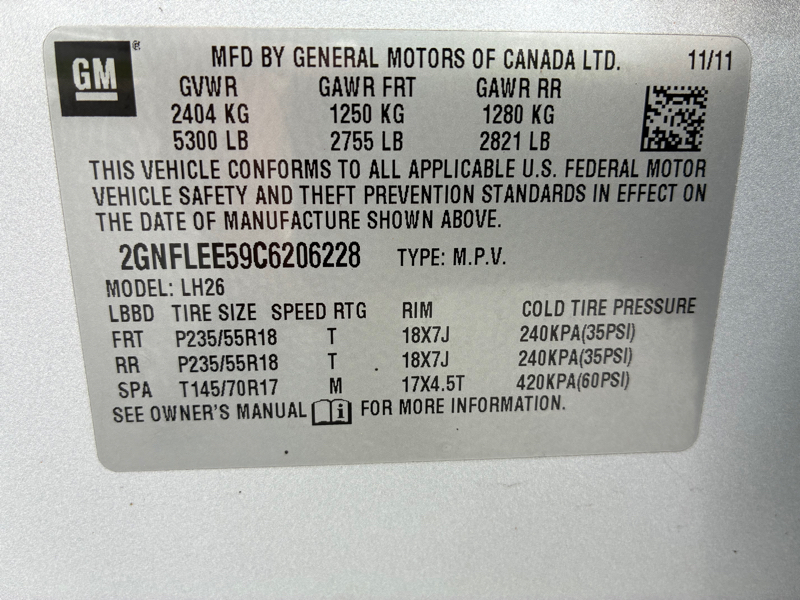 GM® MFD BY GENERAL MOTORS OF CANADA LTD. 11/11
GVWR GAWR FRT GAWR RR
2404 KG 1250 KG 1280 KG
5300 LB 2755 LB 2821 LB
THIS VEHICLE CONFORMS TO ALL APPLICABLE U.S. FEDERAL MOTOR
VEHICLE SAFETY AND THEFT PREVENTION STANDARDS IN EFFECT ON
THE DATE OF MANUFACTURE SHOWN ABOVE.
2GNFLEE59C6206228 TYPE: M.P.V.
MODEL: LH26
LBBD TIRE SIZE SPEED RTG RIM COLD TIRE PRESSURE
FRT P235/55R18 T 18X7J 240KPA(35PSI)
RR P235/55R18 T 18X7J 240KPA(35PSI)
SPA T145/70R17 M 17X4.5T 420KPA(60PSI)
SEE OWNER'S MANUAL FOR MORE INFORMATION.